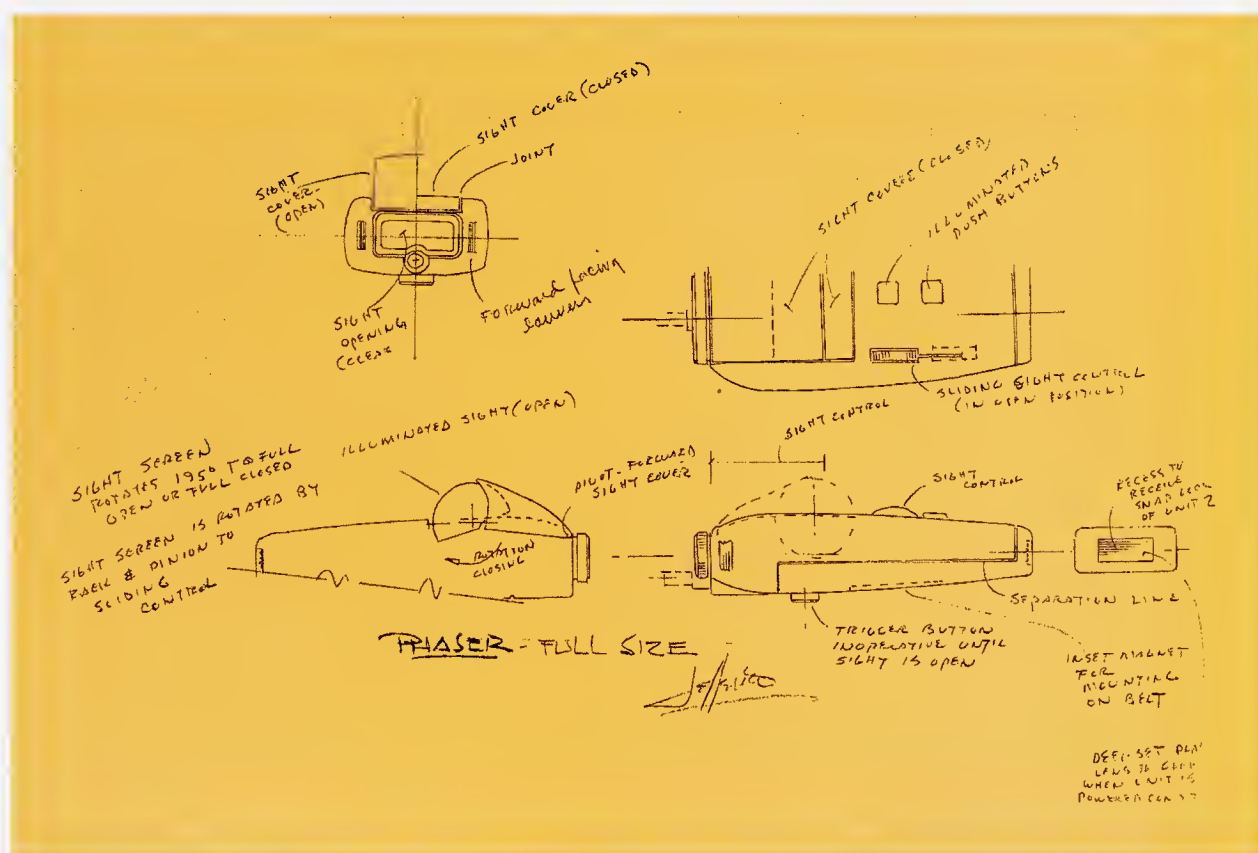 SIGHT COVER (CLOSED)
JOINT
SIGHT
COVER-
(OPEN)
SIGHT
OPENING
FORWARD facing
louvers
SIGHT COVERS (CLOSED)
ILLUMINATED
PUSH BUTTONS
SLIDING SIGHT CONTROL
(IN OPEN POSITION)
SIGHT SCREEN
ROTATES 195° TO FULL
OPEN OR FULL CLOSED
SIGHT SCREEN IS ROTATED BY
RACK & PINION TO
SLIDING
CONTROL
ILLUMINATED SIGHT (OPEN)
PIVOT-FORWARD
SIGHT COVER
ROTATION
CLOSING
SIGHT CONTROL
SIGHT
CONTROL
RECESS TO
RECEIVE
SNAP LOCK
OF UNIT 2
SEPARATION LINE
TRIGGER BUTTON
INOPERATIVE UNTIL
SIGHT IS OPEN
INSET MAGNET
FOR
MOUNTING
ON BELT
PHASER - FULL SIZE
DEEP-SET
LENS TO
WHEN UNIT IS
POWERED